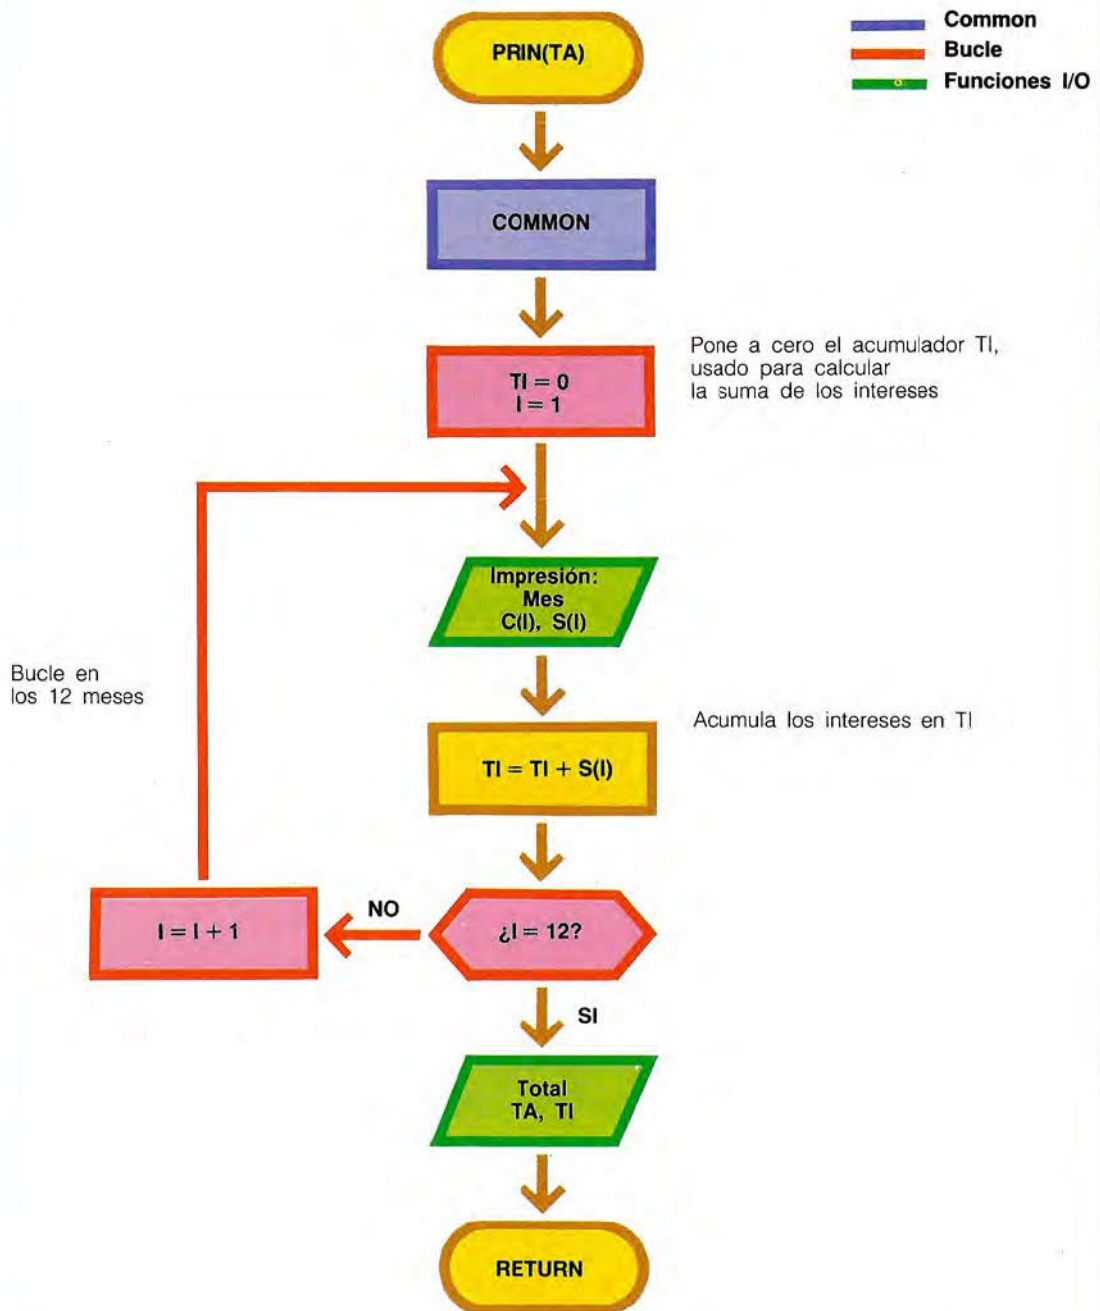 PRIN(TA)
Common
Bucle
Funciones I/O
COMMON
TI = 0
I = 1
Pone a cero el acumulador TI,
usado para calcular
la suma de los intereses
Impresión:
Mes
C(I), S(I)
Bucle en
los 12 meses
Acumula los intereses en TI
TI = TI + S(I)
I = I + 1
NO
¿I = 12?
SI
Total
TA, TI
RETURN